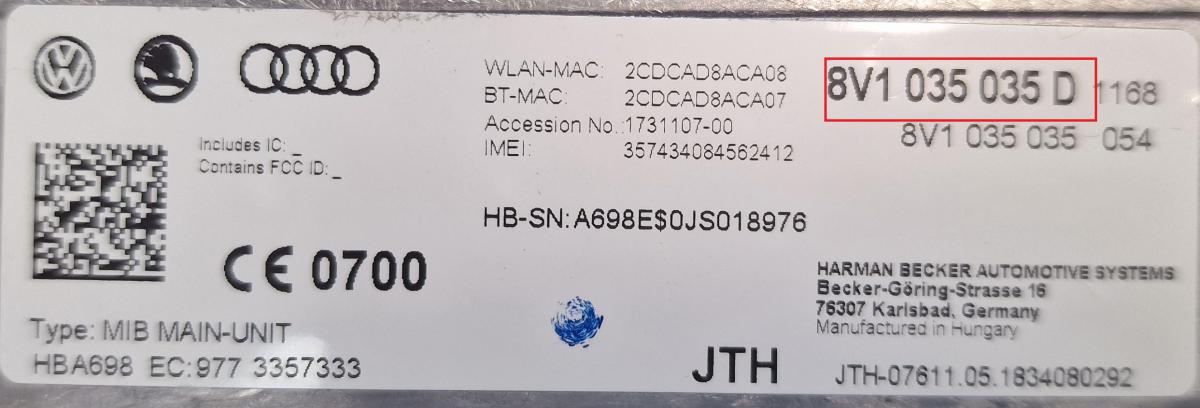 WLAN-MAC: 2CDCAD8ACA08
BT-MAC: 2CDCAD8ACA07
Accession No.:1731107-00
IMEI: 357434084562412
8V1 035 035 D 1168
8V1 035 035 054
Includes IC: _
Contains FCC ID: _
HB-SN:A698E$0JS018976
CE 0700
HARMAN BECKER AUTOMOTIVE SYSTEMS
Becker-Göring-Strasse 16
76307 Karlsbad, Germany
Manufactured in Hungary
Type: MIB MAIN-UNIT
HBA698 EC:977 3357333
JTH
JTH-07611.05.1834080292